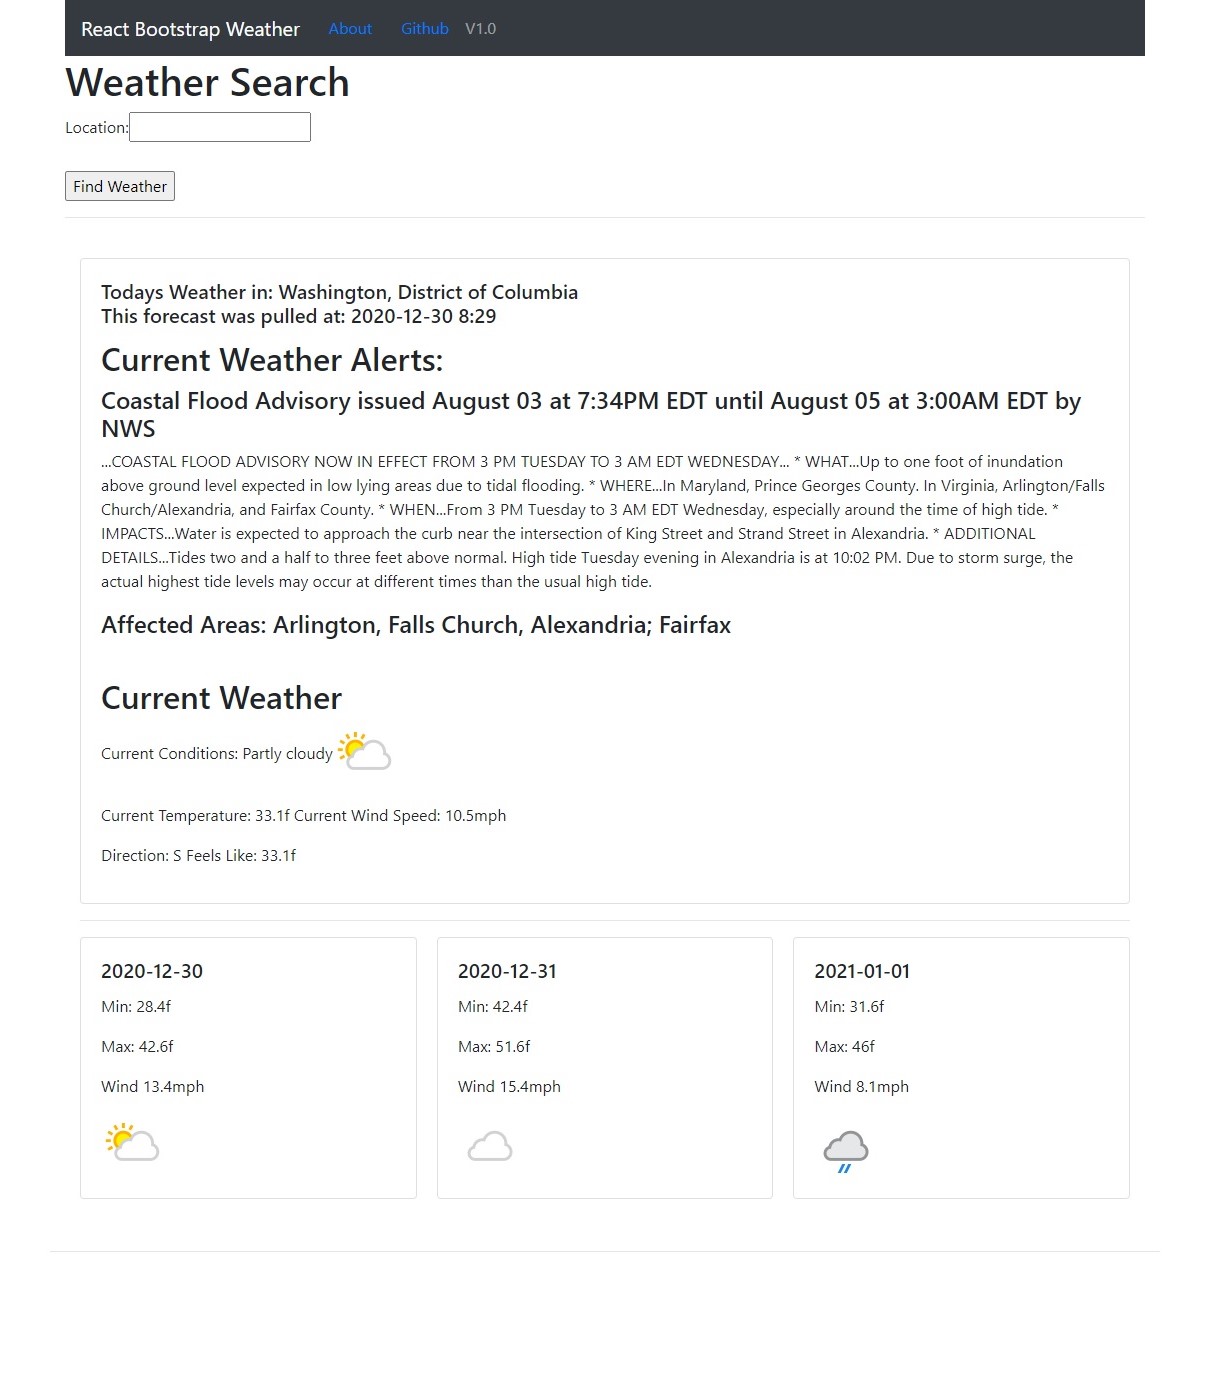 React Bootstrap Weather About Github V1.0
Weather Search
Location:
Find Weather
Todays Weather in: Washington, District of Columbia
This forecast was pulled at: 2020-12-30 8:29
Current Weather Alerts:
Coastal Flood Advisory issued August 03 at 7:34PM EDT until August 05 at 3:00AM EDT by
NWS
...COASTAL FLOOD ADVISORY NOW IN EFFECT FROM 3 PM TUESDAY TO 3 AM EDT WEDNESDAY... * WHAT...Up to one foot of inundation
above ground level expected in low lying areas due to tidal flooding. * WHERE...In Maryland, Prince Georges County. In Virginia, Arlington/Falls
Church/Alexandria, and Fairfax County. * WHEN...From 3 PM Tuesday to 3 AM EDT Wednesday, especially around the time of high tide. *
IMPACTS...Water is expected to approach the curb near the intersection of King Street and Strand Street in Alexandria. * ADDITIONAL
DETAILS...Tides two and a half to three feet above normal. High tide Tuesday evening in Alexandria is at 10:02 PM. Due to storm surge, the
actual highest tide levels may occur at different times than the usual high tide.
Affected Areas: Arlington, Falls Church, Alexandria; Fairfax
Current Weather
Current Conditions: Partly cloudy
Current Temperature: 33.1f Current Wind Speed: 10.5mph
Direction: S Feels Like: 33.1f
2020-12-30
Min: 28.4f
Max: 42.6f
Wind 13.4mph
2020-12-31
Min: 42.4f
Max: 51.6f
Wind 15.4mph
2021-01-01
Min: 31.6f
Max: 46f
Wind 8.1mph